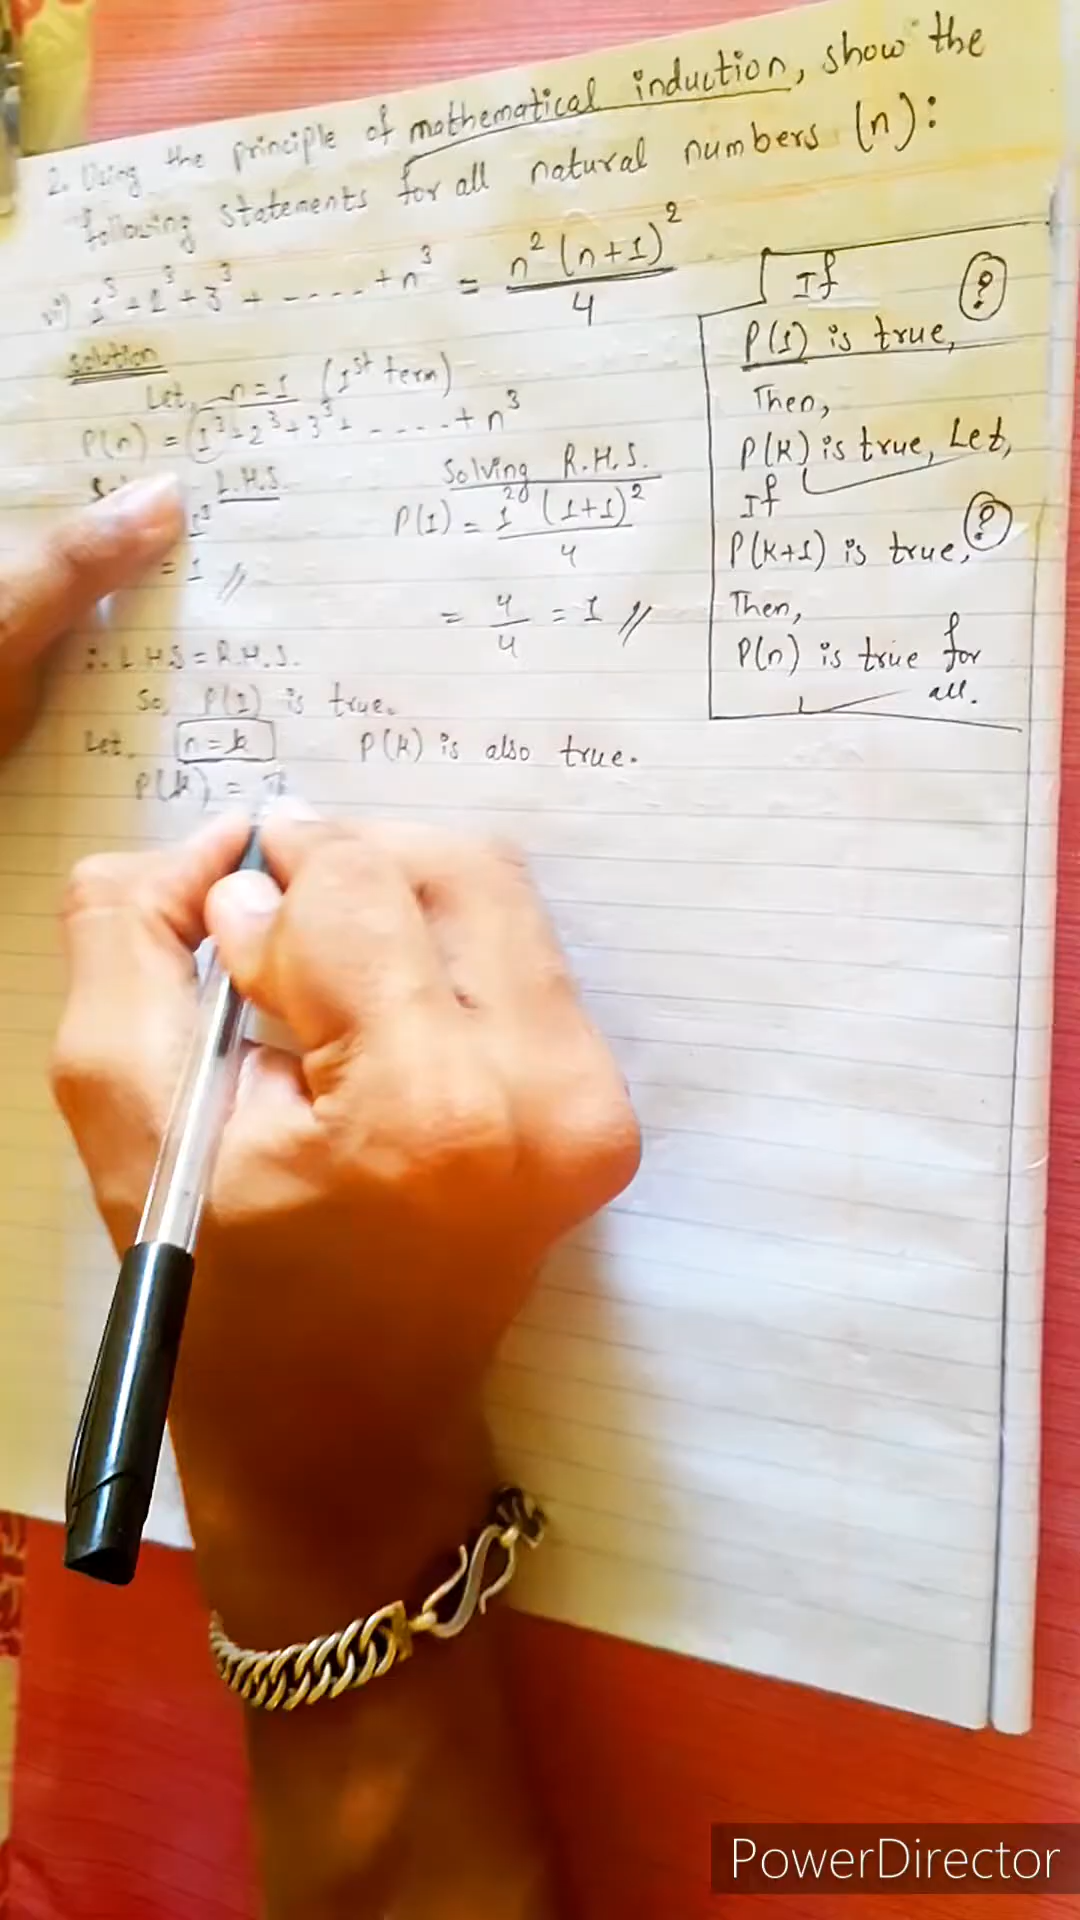 2. Using the principle of mathematical induction, show the
following statements for all natural numbers (n):
vi) 1³ + 2³ + 3³ + ----- + n³ = n² (n+1)² / 4
Solution
Let, n = 1 (1st term)
P(n) = 1³ + 2³ + 3³ + ----- + n³
L.H.S.
1³
= 1 //
Solving R.H.S.
P(1) = 1² (1+1)² / 4
= 4/4 = 1 //
∴ L.H.S = R.H.S.
So, P(1) is true.
Let, n = k P(k) is also true.
P(k) =
If ?
P(1) is true,
Then,
P(k) is true, Let,
If
P(k+1) is true, ?
Then,
P(n) is true for
all.
PowerDirector